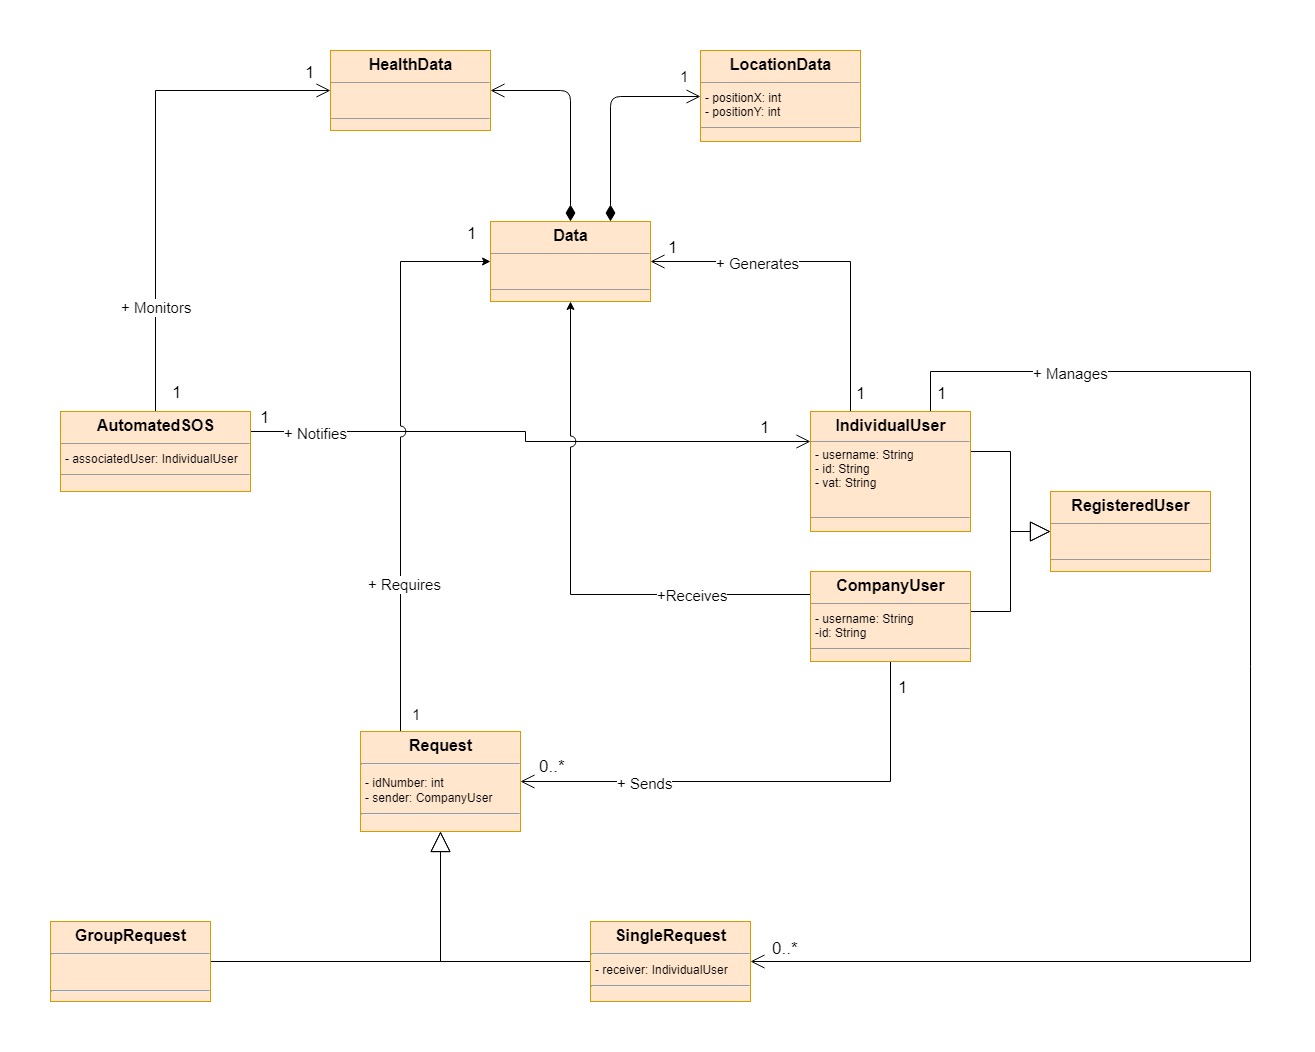 HealthData
1
LocationData
- positionX: int
- positionY: int
1
Data
1
1
+ Generates
+ Monitors
1
AutomatedSOS
- associatedUser: IndividualUser
1
+ Notifies
1
1
1
+ Manages
IndividualUser
- username: String
- id: String
- vat: String
RegisteredUser
CompanyUser
- username: String
-id: String
+ Requires
+Receives
1
1
Request
- idNumber: int
- sender: CompanyUser
0..*
+ Sends
GroupRequest
SingleRequest
- receiver: IndividualUser
0..*